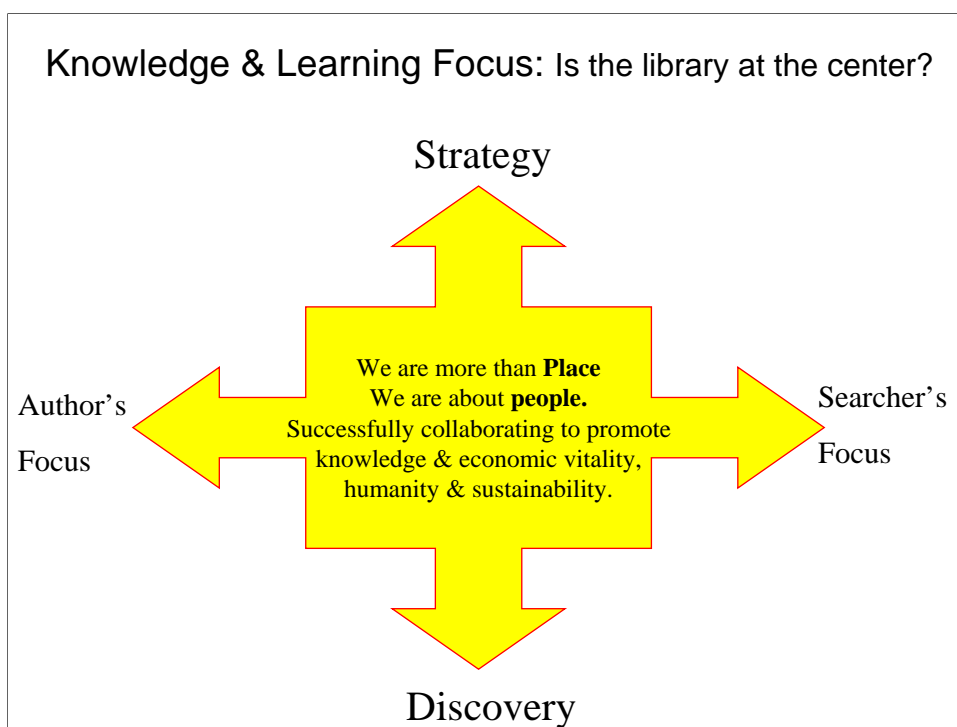 Knowledge & Learning Focus: Is the library at the center?
Strategy
Author’s
Focus
We are more than Place
We are about people.
Successfully collaborating to promote
knowledge & economic vitality,
humanity & sustainability.
Searcher’s
Focus
Discovery